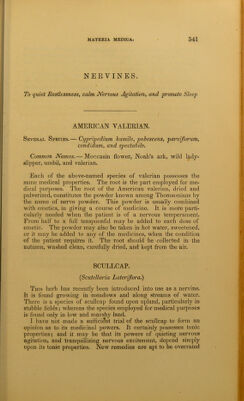 MATERIA MEDICA. 541
NERVINES.
To quiet Restlessness, calm Nervous Agitation, and promote Sleep
AMERICAN VALERIAN.
Several Species. — Cypripedium humile, pubescens, parviflorum,
candidum, and spectabile.
Common Names. — Moccasin flower, Noah's ark, wild lady-
slipper, umbil, and valerian.
Each of the above-named species of valerian possesses the
same medical properties. The root is the part employed for me-
dical purposes. The root of the American valerian, dried and
pulverized, constitutes the powder known among Thomsonians by
the name of nerve powder. This powder is usually combined
with emetics, in giving a course of medicine. It is more parti-
cularly needed when the patient is of a nervous temperament.
From half to a full teaspoonful may be added to each dose of
emetic. The powder may also be taken in hot water, sweetened,
or it may be added to any of the medicines, when the condition
of the patient requires it. The root should be collected in the
autumn, washed clean, carefully dried, and kept from the air.
SCULLCAP.
(Scutellaria Lateriflora.)
This herb has recently been introduced into use as a nervine.
It is found growing in meadows and along streams of water.
There is a species of scullcap found upon upland, particularly in
stubble fields; whereas the species employed for medical purposes
is found only in low and marshy land.
I have not made a sufficient trial of the scullcap to form an
opinion as to its medicinal powers. It certainly possesses tonic
properties; and it may be that its powers of quieting nervous
agitation, and tranquilizing nervous excitement, depend simply
upon its tonic properties. New remedies are apt to be overrated